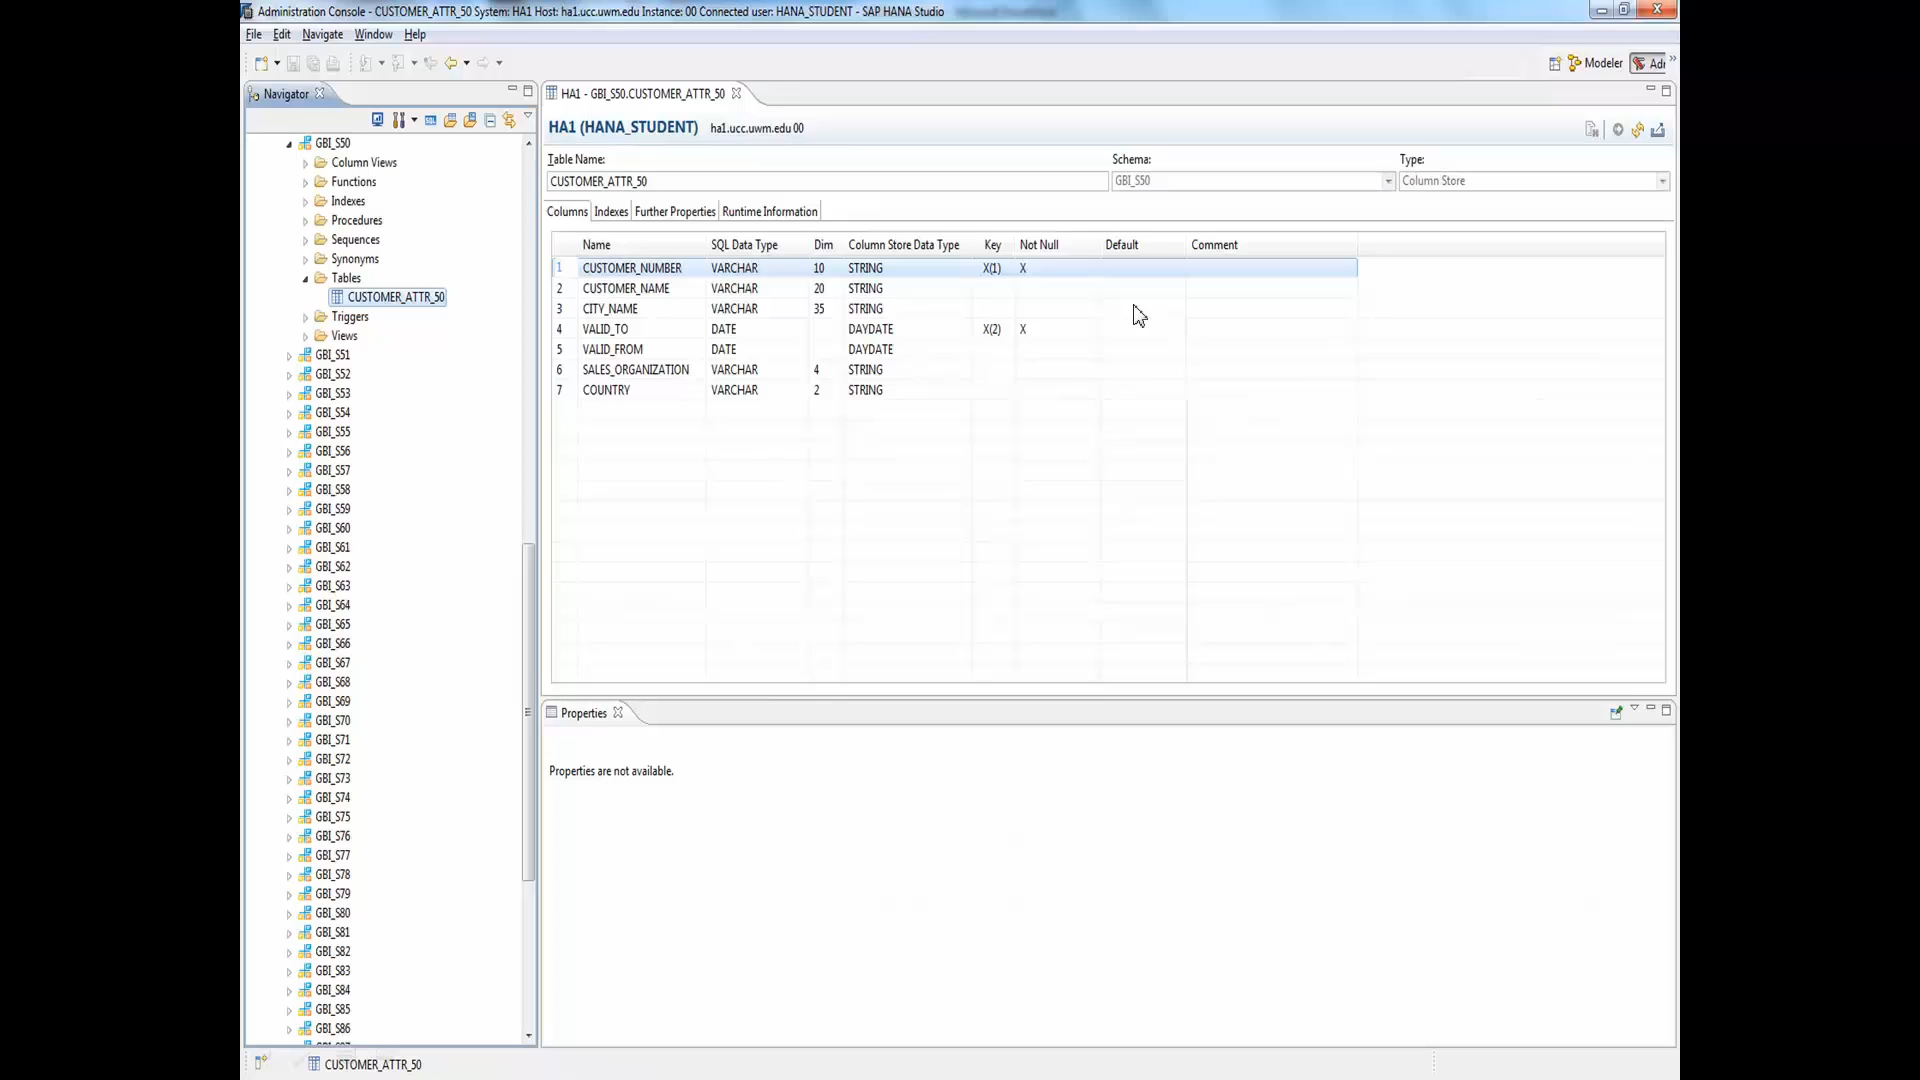 Administration Console - CUSTOMER_ATTR_50 System: HA1 Host: ha1.ucc.uwm.edu Instance: 00 Connected user: HANA_STUDENT - SAP HANA Studio
File Edit Navigate Window Help
Modeler
Navigator
GBI_S50
Column Views
Functions
Indexes
Procedures
Sequences
Synonyms
Tables
CUSTOMER_ATTR_50
Triggers
Views
GBI_S51
GBI_S52
GBI_S53
GBI_S54
GBI_S55
GBI_S56
GBI_S57
GBI_S58
GBI_S59
GBI_S60
GBI_S61
GBI_S62
GBI_S63
GBI_S64
GBI_S65
GBI_S66
GBI_S67
GBI_S68
GBI_S69
GBI_S70
GBI_S71
GBI_S72
GBI_S73
GBI_S74
GBI_S75
GBI_S76
GBI_S77
GBI_S78
GBI_S79
GBI_S80
GBI_S81
GBI_S82
GBI_S83
GBI_S84
GBI_S85
GBI_S86
HA1 - GBI_S50.CUSTOMER_ATTR_50
HA1 (HANA_STUDENT) ha1.ucc.uwm.edu 00
Table Name: Schema: Type:
CUSTOMER_ATTR_50 GBI_S50 Column Store
Columns Indexes Further Properties Runtime Information
Name SQL Data Type Dim Column Store Data Type Key Not Null Default Comment
1 CUSTOMER_NUMBER VARCHAR 10 STRING X(1) X
2 CUSTOMER_NAME VARCHAR 20 STRING
3 CITY_NAME VARCHAR 35 STRING
4 VALID_TO DATE DAYDATE X(2) X
5 VALID_FROM DATE DAYDATE
6 SALES_ORGANIZATION VARCHAR 4 STRING
7 COUNTRY VARCHAR 2 STRING
Properties
Properties are not available.
CUSTOMER_ATTR_50